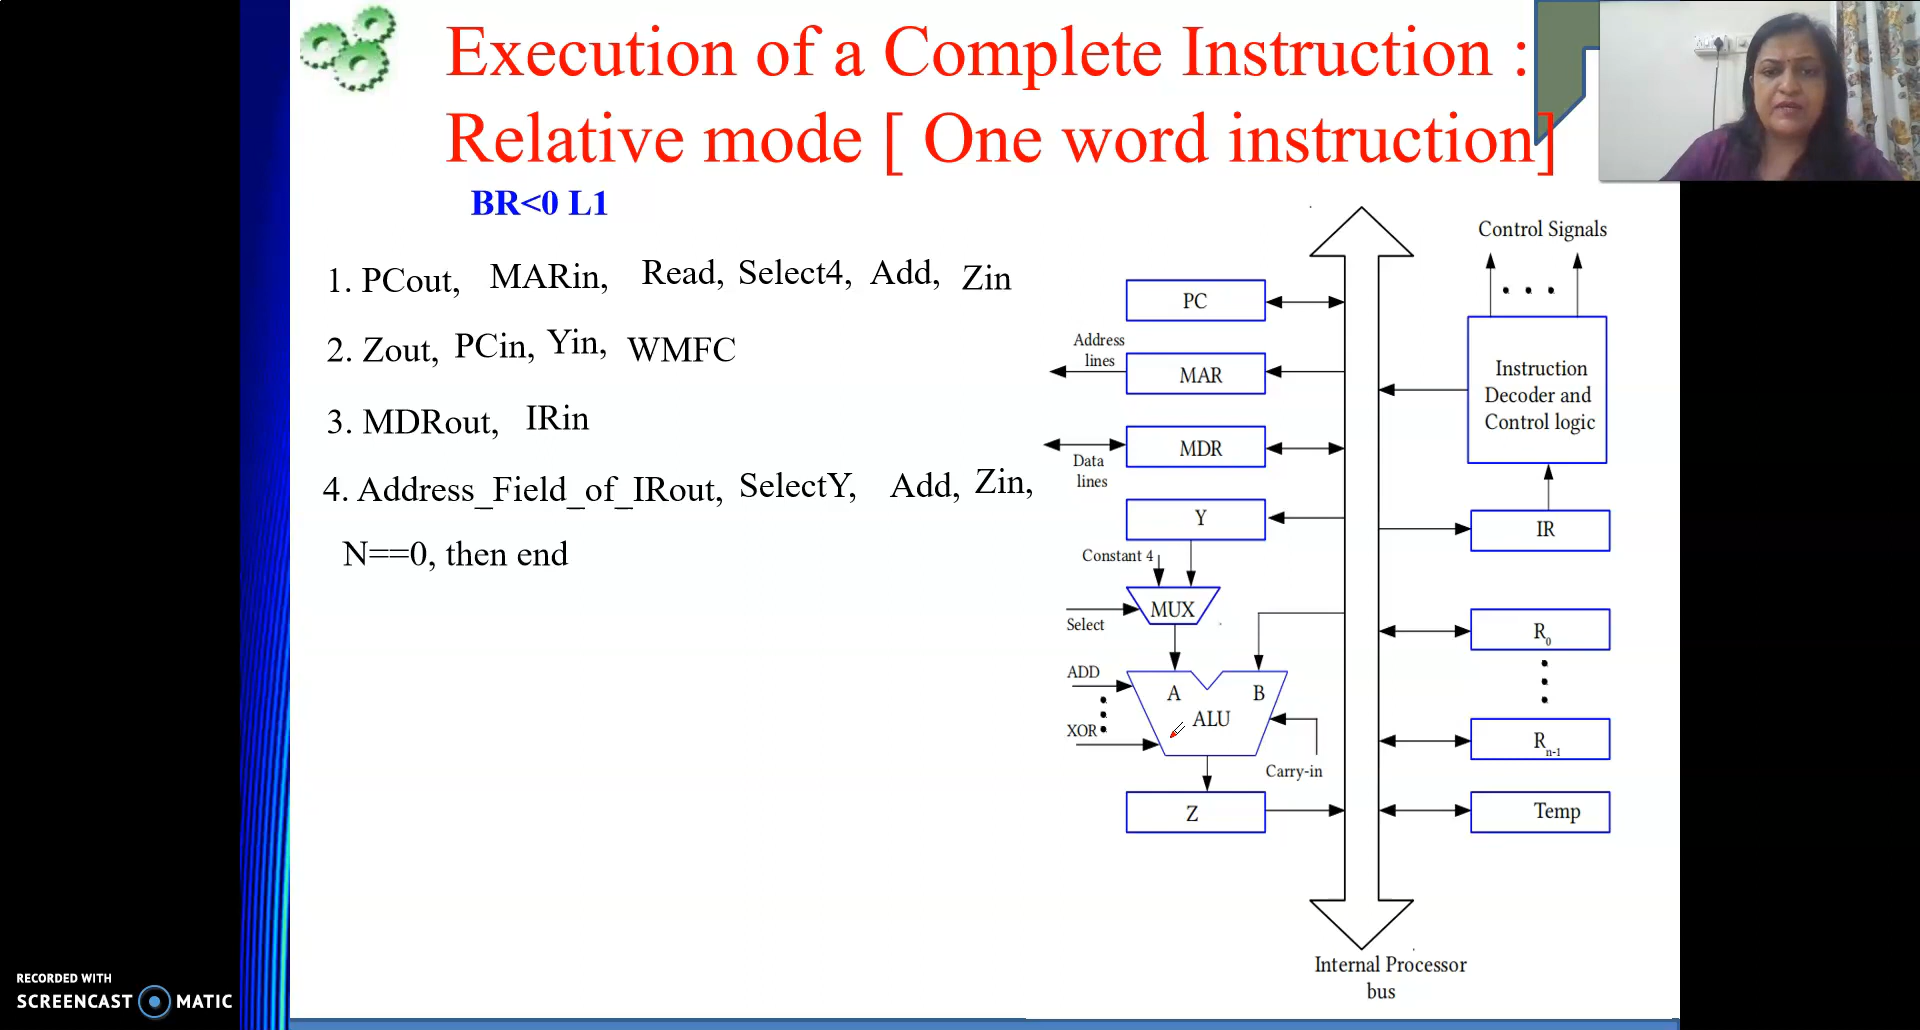 Execution of a Complete Instruction :
Relative mode [ One word instruction]
BR<0 L1
1. PCout, MARin, Read, Select4, Add, Zin
2. Zout, PCin, Yin, WMFC
3. MDRout, IRin
4. Address_Field_of_IRout, SelectY, Add, Zin,
N==0, then end
Control Signals
PC
Address
lines
MAR
Instruction
Decoder and
Control logic
MDR
Data
lines
Y
IR
Constant 4
MUX
Select
R0
ADD
A
B
ALU
XOR
Rn-1
Carry-in
Z
Temp
Internal Processor
bus
RECORDED WITH
SCREENCAST MATIC